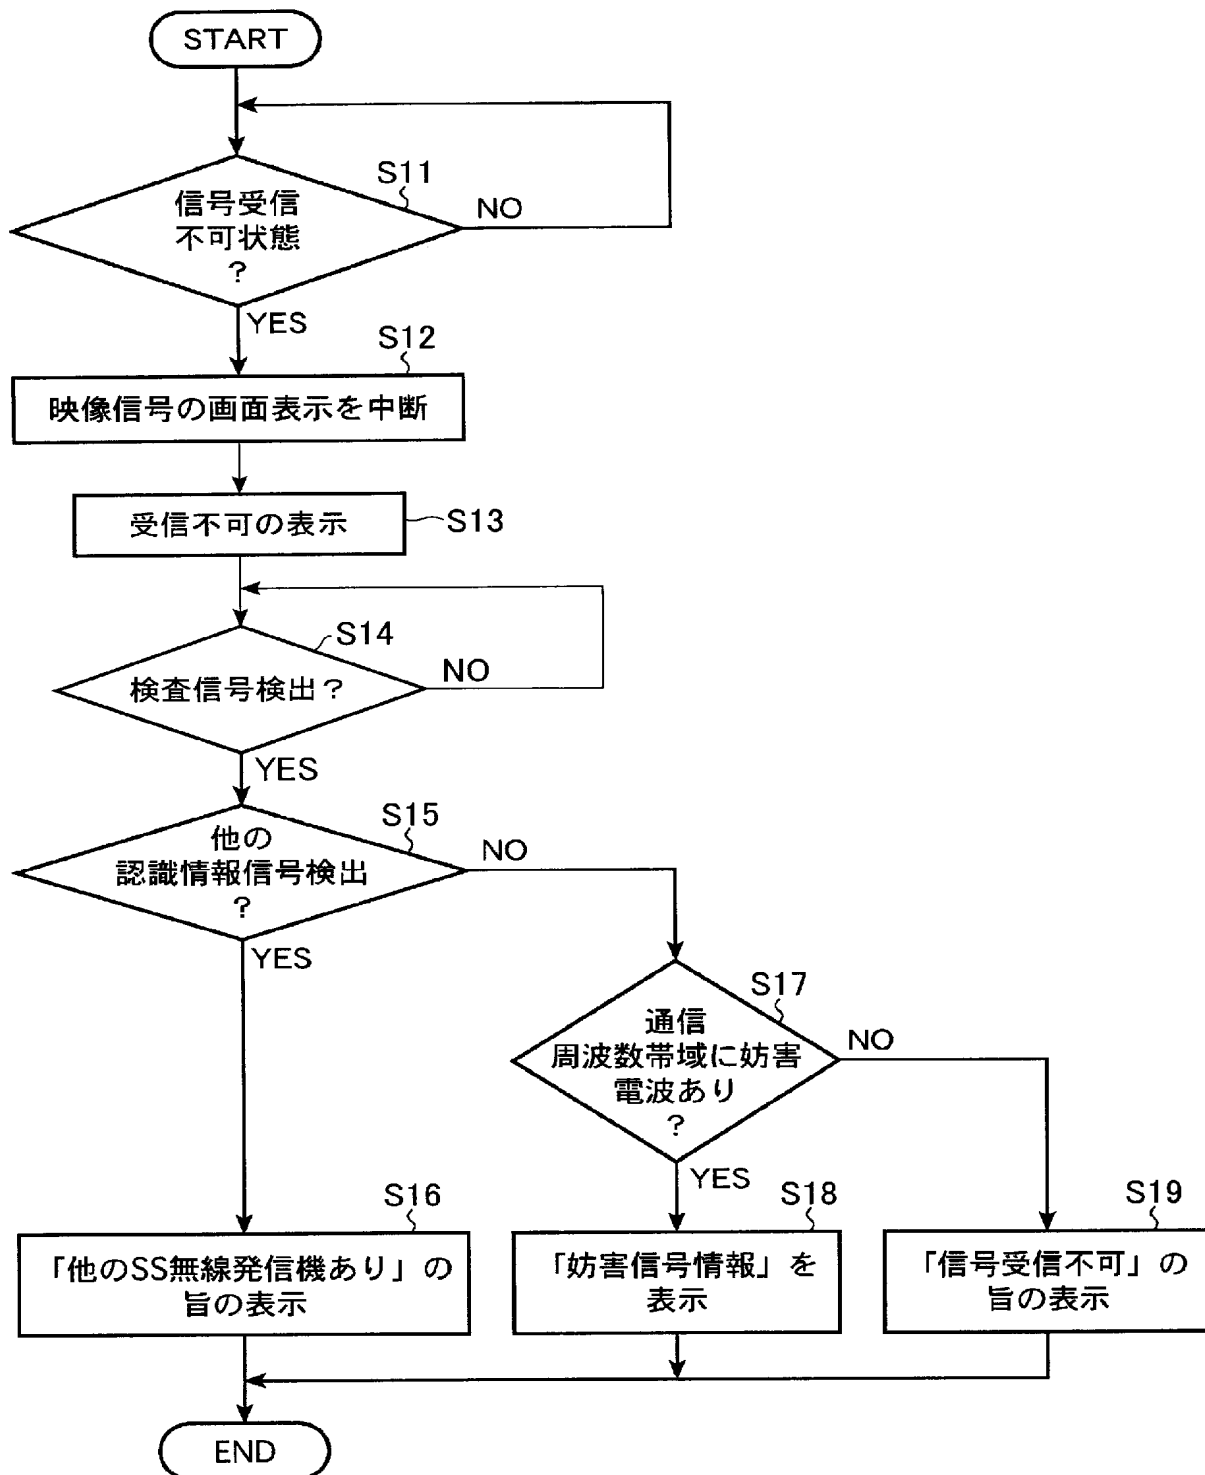 START
S11
信号受信
不可状態
?
NO
YES
S12
映像信号の画面表示を中断
受信不可の表示
S13
S14
検査信号検出?
NO
YES
S15
他の
認識情報信号検出
?
NO
YES
S17
通信
周波数帯域に妨害
電波あり
?
NO
YES
S16
「他のSS無線発信機あり」の
旨の表示
S18
「妨害信号情報」を
表示
S19
「信号受信不可」の
旨の表示
END